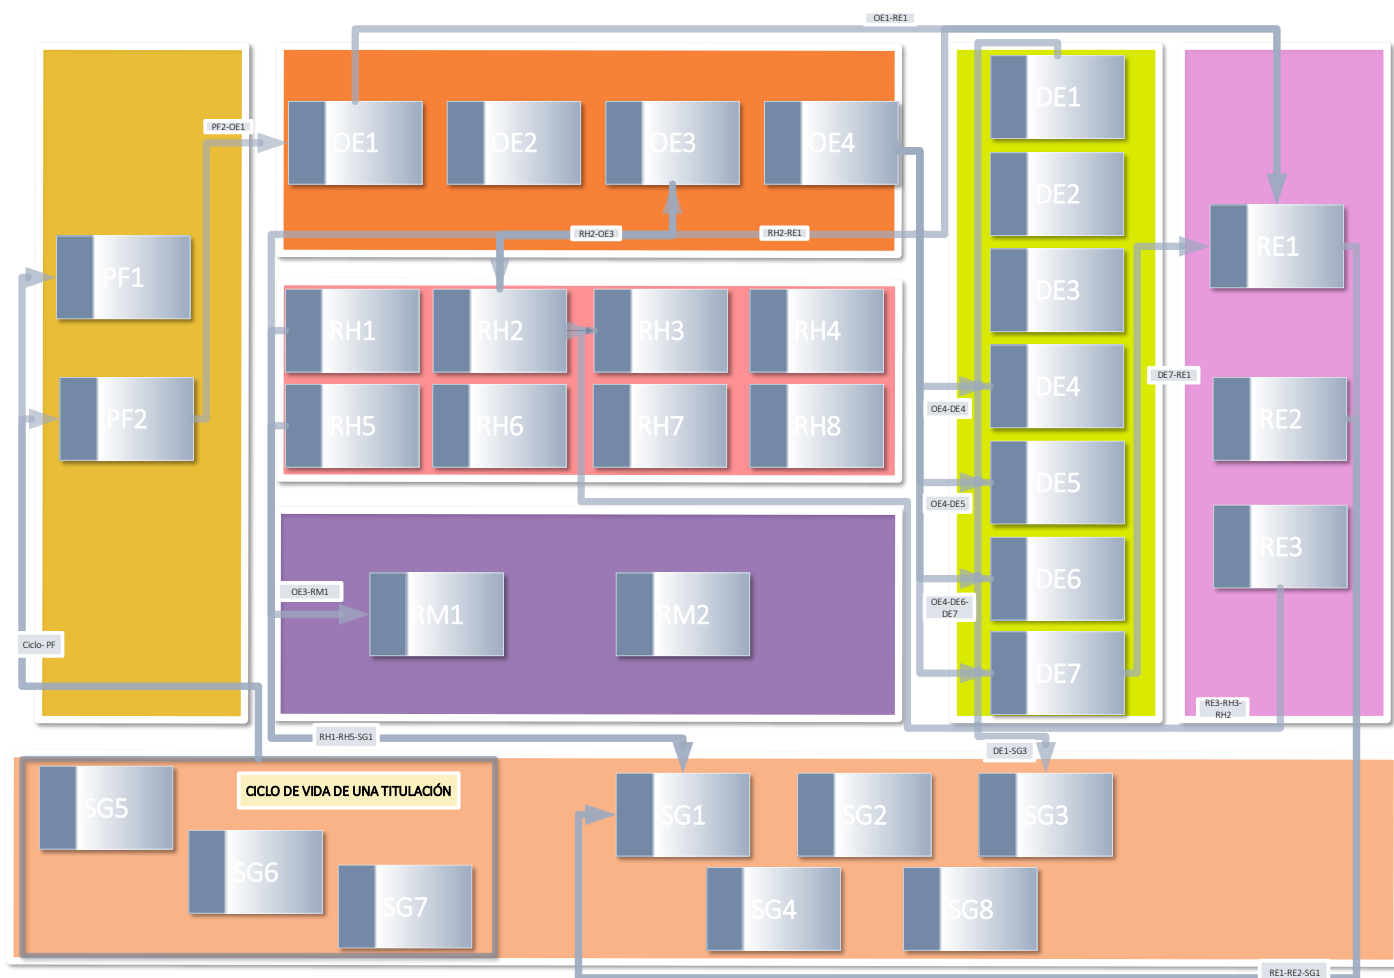 OE1-RE1
PF2-OE1
OE1
OE2
OE3
OE4
DE1
DE2
DE3
DE4
DE5
DE6
DE7
RH2-OE3
RH2-RE1
PF1
PF2
RH1
RH2
RH3
RH4
RH5
RH6
RH7
RH8
RE1
RE2
RE3
DE7-RE1
OE4-DE4
OE4-DE5
OE4-DE6-
DE7
OE3-RM1
RM1
RM2
Ciclo- PF
RE3-RH3-
RH2
RH1-RH5-SG1
DE1-SG3
CICLO DE VIDA DE UNA TITULACIÓN
SG5
SG6
SG7
SG1
SG2
SG3
SG4
SG8
RE1-RE2-SG1